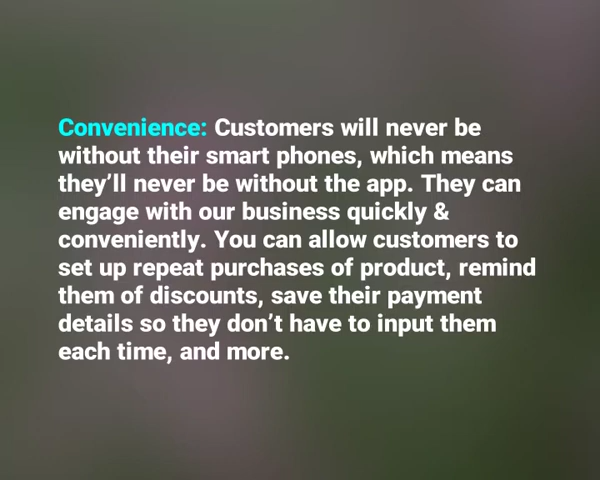 Convenience: Customers will never be
without their smart phones, which means
they’ll never be without the app. They can
engage with our business quickly &
conveniently. You can allow customers to
set up repeat purchases of product, remind
them of discounts, save their payment
details so they don’t have to input them
each time, and more.